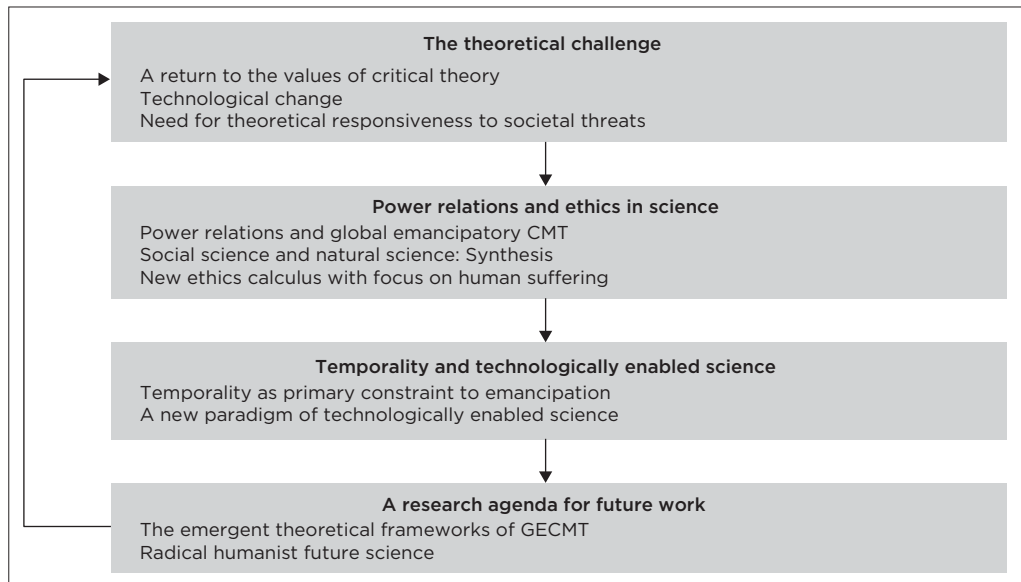 The theoretical challenge
A return to the values of critical theory
Technological change
Need for theoretical responsiveness to societal threats
Power relations and ethics in science
Power relations and global emancipatory CMT
Social science and natural science: Synthesis
New ethics calculus with focus on human suffering
Temporality and technologically enabled science
Temporality as primary constraint to emancipation
A new paradigm of technologically enabled science
A research agenda for future work
The emergent theoretical frameworks of GECMT
Radical humanist future science